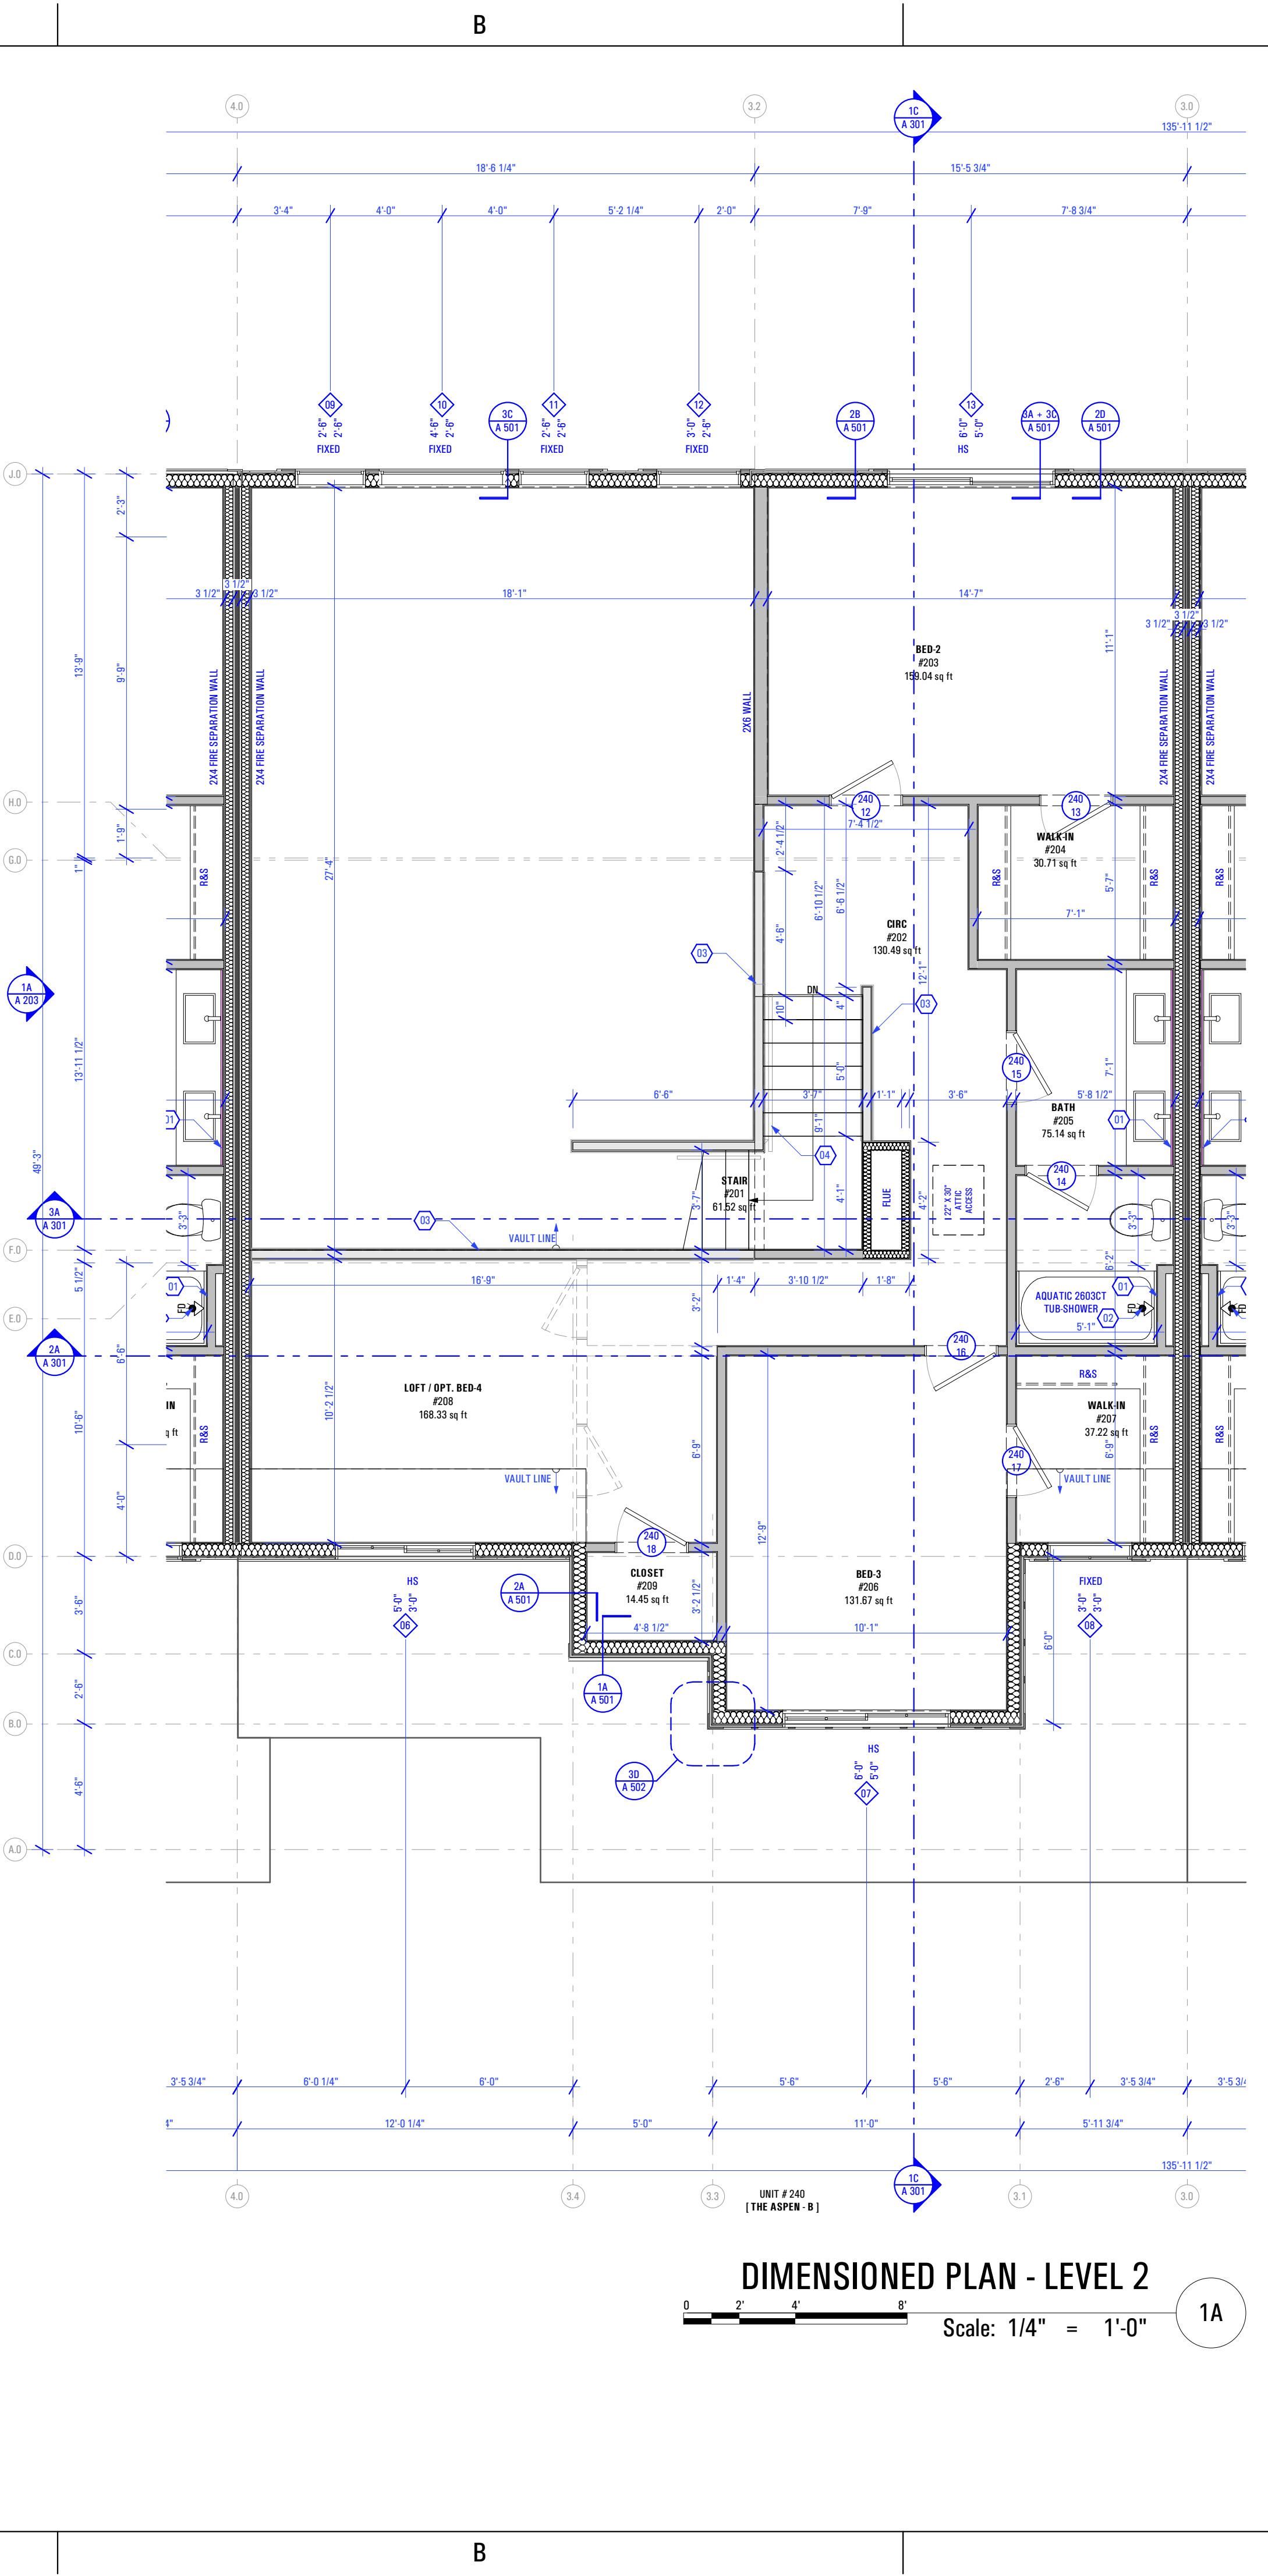 B
4.0
3.2
1C
A 301
3.0
135'-11 1/2"
18'-6 1/4"
15'-5 3/4"
3'-4"
4'-0"
4'-0"
5'-2 1/4"
2'-0"
7'-9"
7'-8 3/4"
09
2'-6"
2'-6"
FIXED
10
4'-6"
2'-6"
3C
A 501
11
2'-6"
2'-6"
FIXED
12
3'-0"
2'-6"
FIXED
2B
A 501
13
6'-0"
5'-0"
HS
3A + 3C
A 501
2D
A 501
J.0
2'-3"
3 1/2"
3 1/2"
3 1/2"
18'-1"
14'-7"
3 1/2"
3 1/2"
3 1/2"
13'-9"
9'-9"
11'-1"
BED-2
#203
159.04 sq ft
2X4 FIRE SEPARATION WALL
2X4 FIRE SEPARATION WALL
2X6 WALL
2X4 FIRE SEPARATION WALL
2X4 FIRE SEPARATION WALL
H.0
240
12
240
13
1'-9"
2'-4 1/2"
7'-4 1/2"
WALK-IN
#204
30.71 sq ft
G.0
1"
R&S
27'-4"
6'-10 1/2"
6'-6 1/2"
R&S
5'-7"
R&S
R&S
7'-1"
4'-6"
CIRC
#202
130.49 sq ft
03
12'-1"
1A
A 203
DN
10"
4"
03
13'-11 1/2"
240
15
7'-1"
5'-0"
6'-6"
3'-7"
1'-1"
3'-6"
5'-8 1/2"
BATH
#205
75.14 sq ft
01
01
9'-1"
04
49'-3"
STAIR
#201
61.52 sq ft
3'-7"
4'-1"
FLUE
4'-2"
22" X 30"
ATTIC
ACCESS
240
14
3A
A 301
03
3'-3"
3'-3"
3'-3"
VAULT LINE
F.0
5 1/2"
16'-9"
1'-4"
3'-10 1/2"
1'-8"
6'-2"
01
FD
01
AQUATIC 2603CT
TUB-SHOWER
02
FD
FD
E.0
3'-2"
5'-1"
2A
A 301
6'-6"
240
16
R&S
LOFT / OPT. BED-4
#208
168.33 sq ft
10'-2 1/2"
IN
q ft
R&S
WALK-IN
#207
37.22 sq ft
R&S
R&S
10'-6"
6'-9"
6'-9"
240
17
VAULT LINE
VAULT LINE
4'-0"
12'-9"
240
18
D.0
3'-6"
HS
5'-0"
3'-0"
06
2A
A 501
CLOSET
#209
14.45 sq ft
3'-2 1/2"
BED-3
#206
131.67 sq ft
FIXED
3'-0"
3'-0"
08
4'-8 1/2"
10'-1"
6'-0"
C.0
2'-6"
1A
A 501
B.0
HS
6'-0"
5'-0"
07
4'-6"
3D
A 502
A.0
3'-5 3/4"
6'-0 1/4"
6'-0"
5'-6"
5'-6"
2'-6"
3'-5 3/4"
12'-0 1/4"
5'-0"
11'-0"
5'-11 3/4"
135'-11 1/2"
4.0
3.4
3.3
UNIT # 240
[ THE ASPEN - B ]
1C
A 301
3.1
3.0
DIMENSIONED PLAN - LEVEL 2
0 2' 4' 8'
Scale: 1/4" = 1'-0"
1A
B